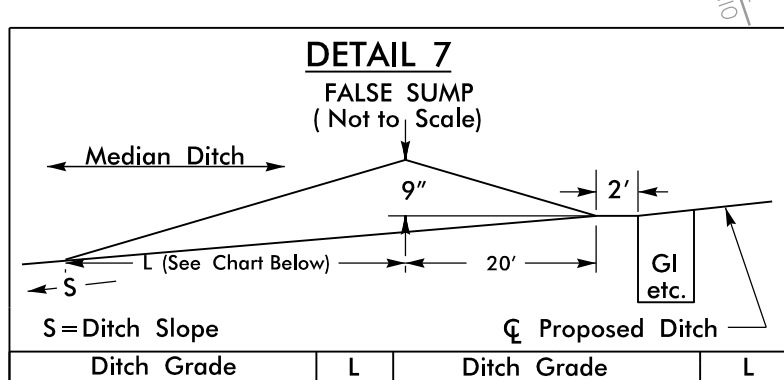 DETAIL 7
FALSE SUMP
( Not to Scale)
Median Ditch
9"
2'
L (See Chart Below)
20'
GI
etc.
S
S=Ditch Slope
℄ Proposed Ditch
Ditch Grade L Ditch Grade L